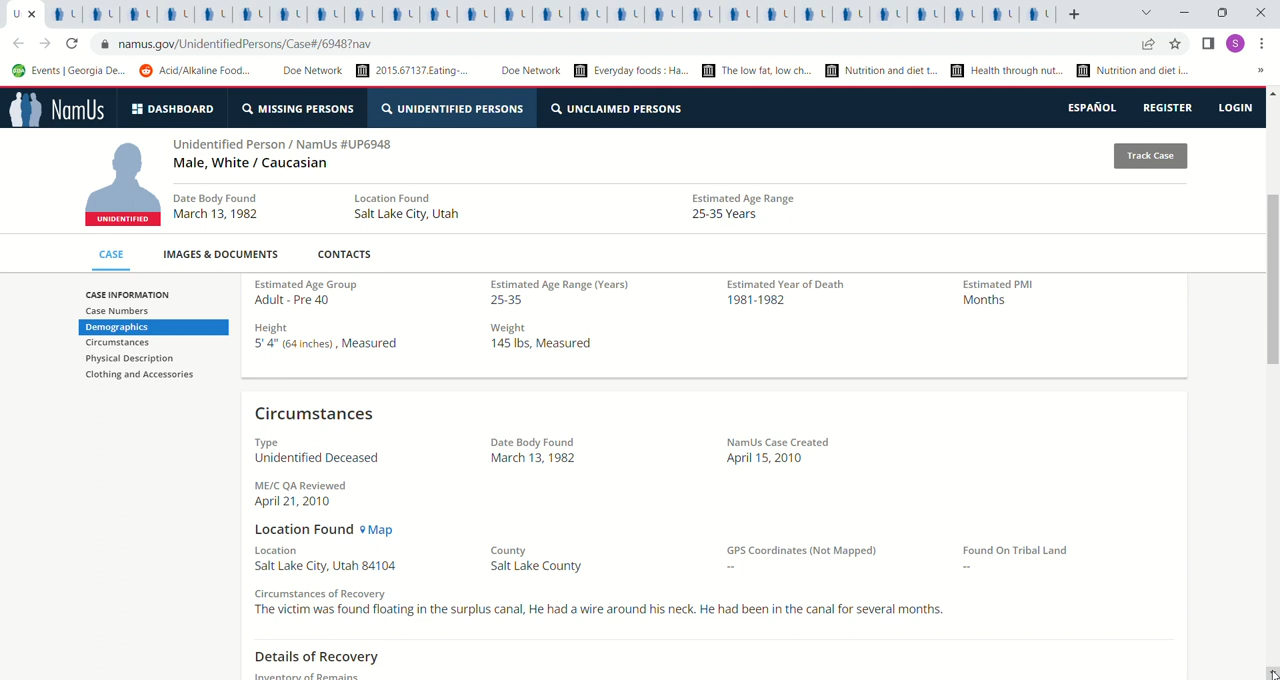 namus.gov/UnidentifiedPersons/Case#/6948?nav
S
Events | Georgia De...
Acid/Alkaline Food...
Doe Network
2015.67137.Eating-...
Doe Network
Everyday foods : Ha...
The low fat, low ch...
Nutrition and diet t...
Health through nut...
Nutrition and diet i...
»
NamUs
DASHBOARD
MISSING PERSONS
UNIDENTIFIED PERSONS
UNCLAIMED PERSONS
ESPAÑOL
REGISTER
LOGIN
UNIDENTIFIED
Unidentified Person / NamUs #UP6948
Male, White / Caucasian
Track Case
Date Body Found
March 13, 1982
Location Found
Salt Lake City, Utah
Estimated Age Range
25-35 Years
CASE
IMAGES & DOCUMENTS
CONTACTS
CASE INFORMATION
Case Numbers
Demographics
Circumstances
Physical Description
Clothing and Accessories
Estimated Age Group
Adult - Pre 40
Estimated Age Range (Years)
25-35
Estimated Year of Death
1981-1982
Estimated PMI
Months
Height
5' 4" (64 inches) , Measured
Weight
145 lbs, Measured
Circumstances
Type
Unidentified Deceased
Date Body Found
March 13, 1982
NamUs Case Created
April 15, 2010
ME/C QA Reviewed
April 21, 2010
Location Found Map
Location
Salt Lake City, Utah 84104
County
Salt Lake County
GPS Coordinates (Not Mapped)
--
Found On Tribal Land
--
Circumstances of Recovery
The victim was found floating in the surplus canal, He had a wire around his neck. He had been in the canal for several months.
Details of Recovery
Inventory of Remains